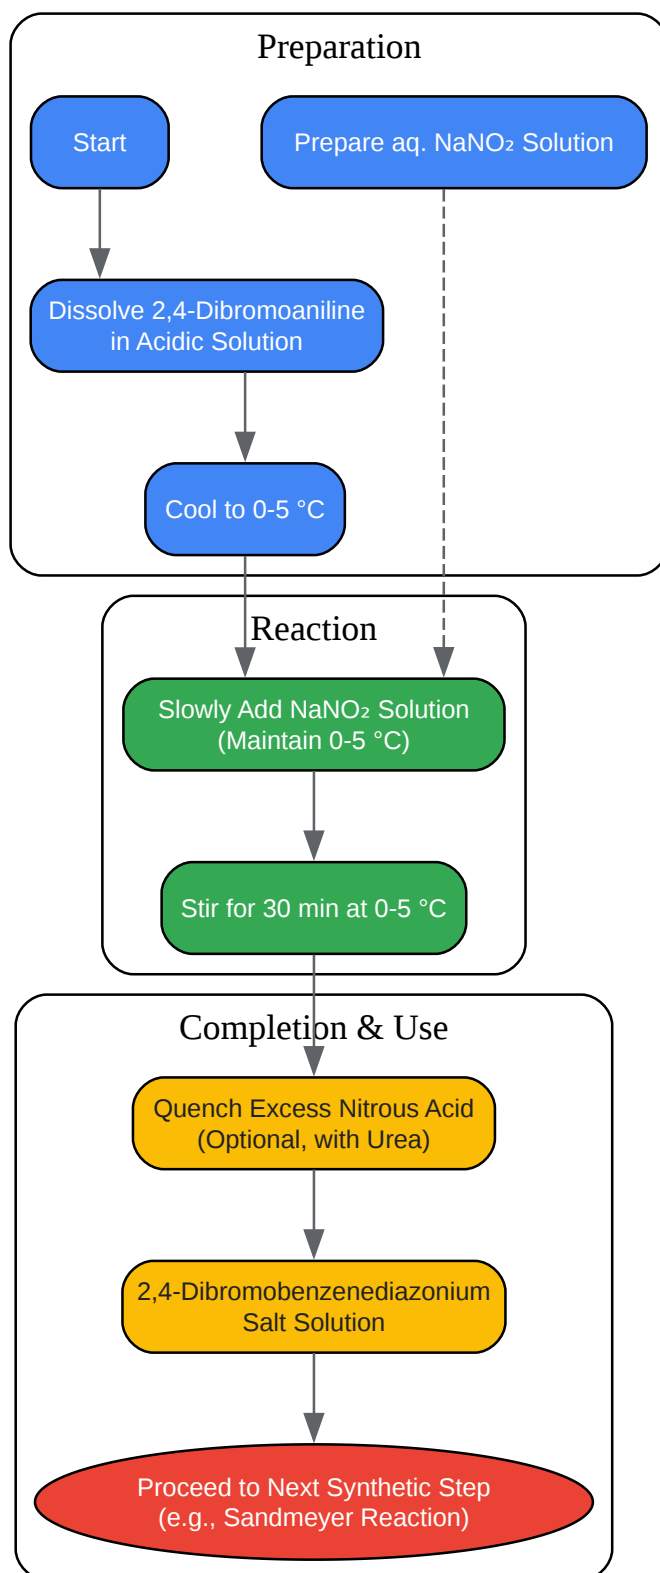 Preparation
Start
Prepare aq. NaNO₂ Solution
Dissolve 2,4-Dibromoaniline
in Acidic Solution
Cool to 0-5 °C
Reaction
Slowly Add NaNO₂ Solution
(Maintain 0-5 °C)
Stir for 30 min at 0-5 °C
Completion & Use
Quench Excess Nitrous Acid
(Optional, with Urea)
2,4-Dibromobenzenediazonium
Salt Solution
Proceed to Next Synthetic Step
(e.g., Sandmeyer Reaction)